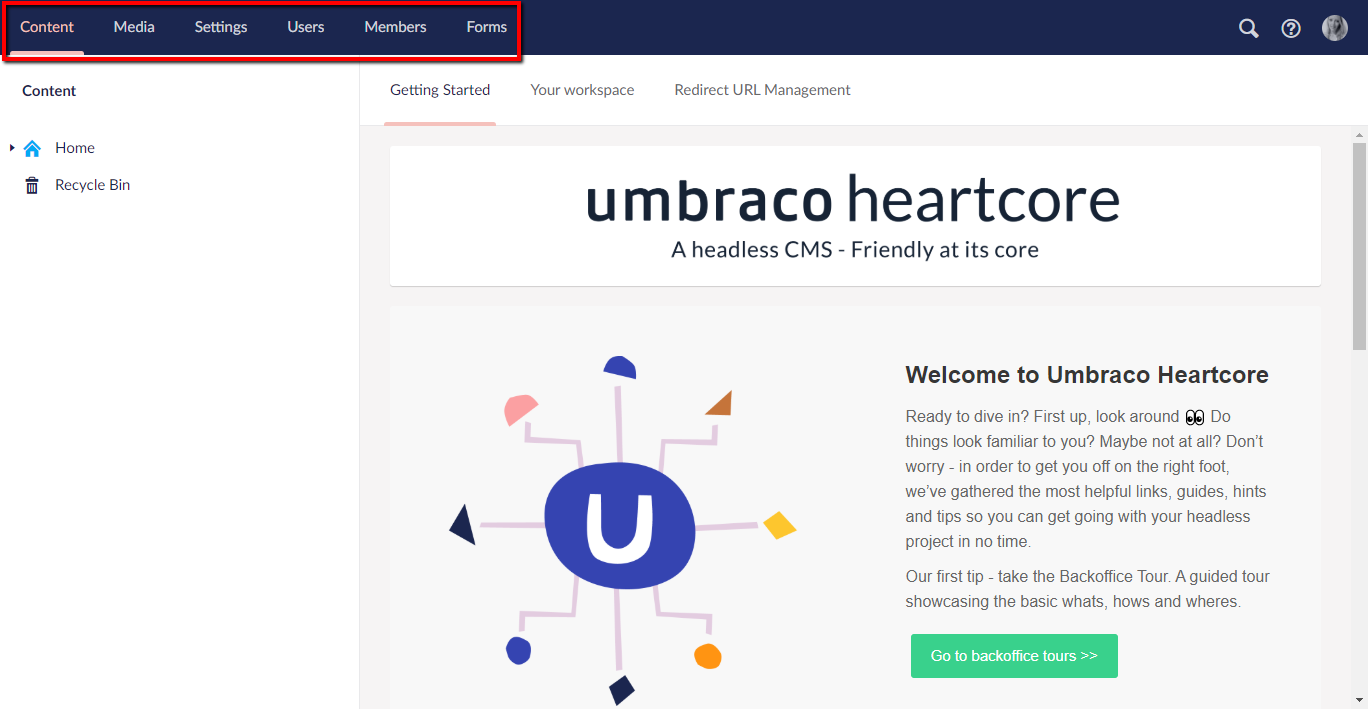 Content Media Settings Users Members Forms
Content
Home
Recycle Bin
Getting Started Your workspace Redirect URL Management
umbraco heartcore
A headless CMS - Friendly at its core
U
Welcome to Umbraco Heartcore
Ready to dive in? First up, look around 👀 Do
things look familiar to you? Maybe not at all? Don’t
worry - in order to get you off on the right foot,
we’ve gathered the most helpful links, guides, hints
and tips so you can get going with your headless
project in no time.
Our first tip - take the Backoffice Tour. A guided tour
showcasing the basic whats, hows and wheres.
Go to backoffice tours >>